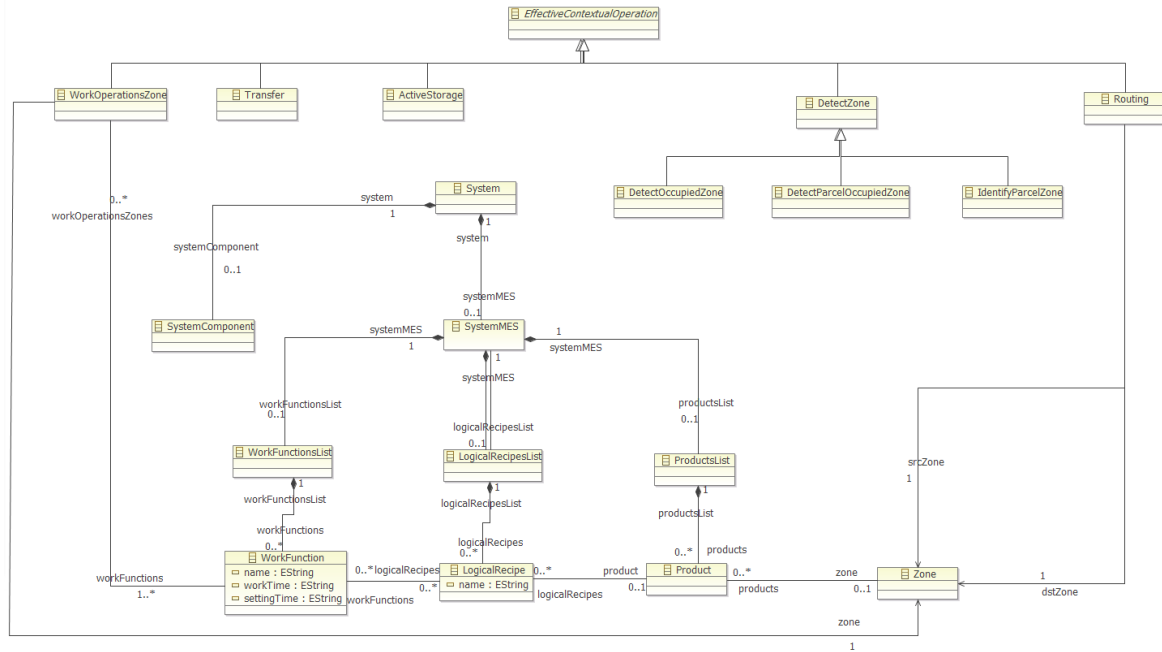 EffectiveContextualOperation
WorkOperationsZone
Transfer
ActiveStorage
DetectZone
Routing
DetectOccupiedZone
DetectParcelOccupiedZone
IdentifyParcelZone
System
system
1
1
system
0..*
workOperationsZones
systemComponent
0..1
systemMES
0..1
SystemComponent
SystemMES
systemMES
1
1
systemMES
1
systemMES
workFunctionsList
0..1
productsList
0..1
logicalRecipesList
0..1
WorkFunctionsList
LogicalRecipesList
ProductsList
srcZone
1
1
workFunctionsList
1
logicalRecipesList
1
productsList
workFunctions
0..*
logicalRecipes
0..*
0..*
products
WorkFunction
name : EString
workTime : EString
settingTime : EString
workFunctions
1..*
0..*
logicalRecipes
0..*
workFunctions
LogicalRecipe
name : EString
0..*
logicalRecipes
product
0..1
Product
0..*
products
zone
0..1
Zone
1
dstZone
zone
1